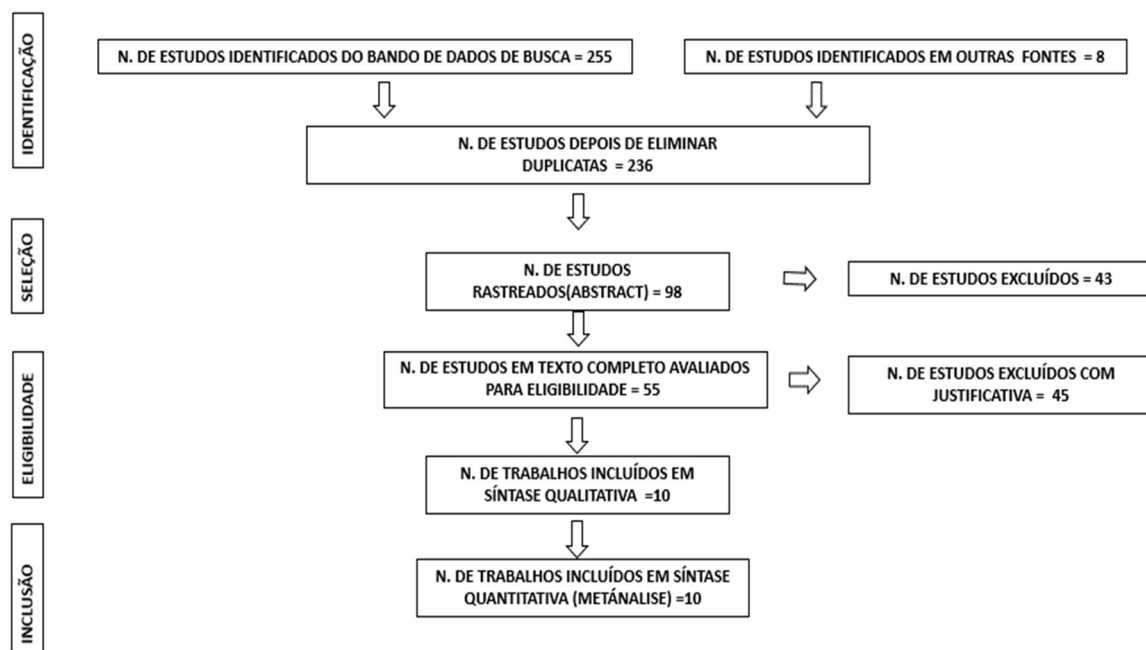 IDENTIFICAÇÃO
N. DE ESTUDOS IDENTIFICADOS DO BANDO DE DADOS DE BUSCA = 255
N. DE ESTUDOS IDENTIFICADOS EM OUTRAS FONTES = 8
N. DE ESTUDOS DEPOIS DE ELIMINAR
DUPLICATAS = 236
SELEÇÃO
N. DE ESTUDOS
RASTREADOS(ABSTRACT) = 98
N. DE ESTUDOS EXCLUÍDOS = 43
ELIGIBILIDADE
N. DE ESTUDOS EM TEXTO COMPLETO AVALIADOS
PARA ELIGIBILIDADE = 55
N. DE ESTUDOS EXCLUÍDOS COM
JUSTIFICATIVA = 45
N. DE TRABALHOS INCLUÍDOS EM
SÍNTASE QUALITATIVA =10
INCLUSÃO
N. DE TRABALHOS INCLUÍDOS EM SÍNTASE
QUANTITATIVA (METÁNALISE) =10